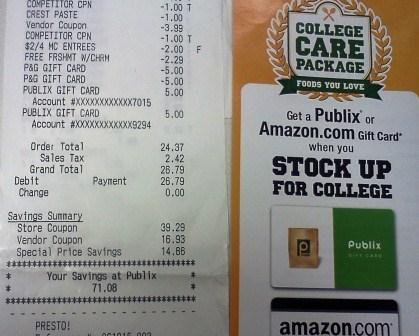 COMPETITOR CPN -1.00 T
CREST PASTE -1.00
Vendor Coupon -3.99
COMPETITOR CPN -1.00 T
$2/4 MC ENTREES -2.00 F
FREE FRSHMT W/CHRM -2.29
P&G GIFT CARD -5.00
P&G GIFT CARD -5.00
PUBLIX GIFT CARD 5.00
Account #XXXXXXXXXXXX7015
PUBLIX GIFT CARD 5.00
Account #XXXXXXXXXXXX9294
Order Total 24.37
Sales Tax 2.42
Grand Total 26.79
Debit Payment 26.79
Change 0.00
Savings Summary
Store Coupon 39.29
Vendor Coupon 16.93
Special Price Savings 14.86
**********************************
* Your Savings at Publix *
* 71.08 *
**********************************
PRESTO!
COLLEGE
CARE
PACKAGE
FOODS YOU LOVE
Get a Publix® or
Amazon.com Gift Card*
when you
STOCK UP
FOR COLLEGE
P
Publix
GIFT CARD
amazon.com